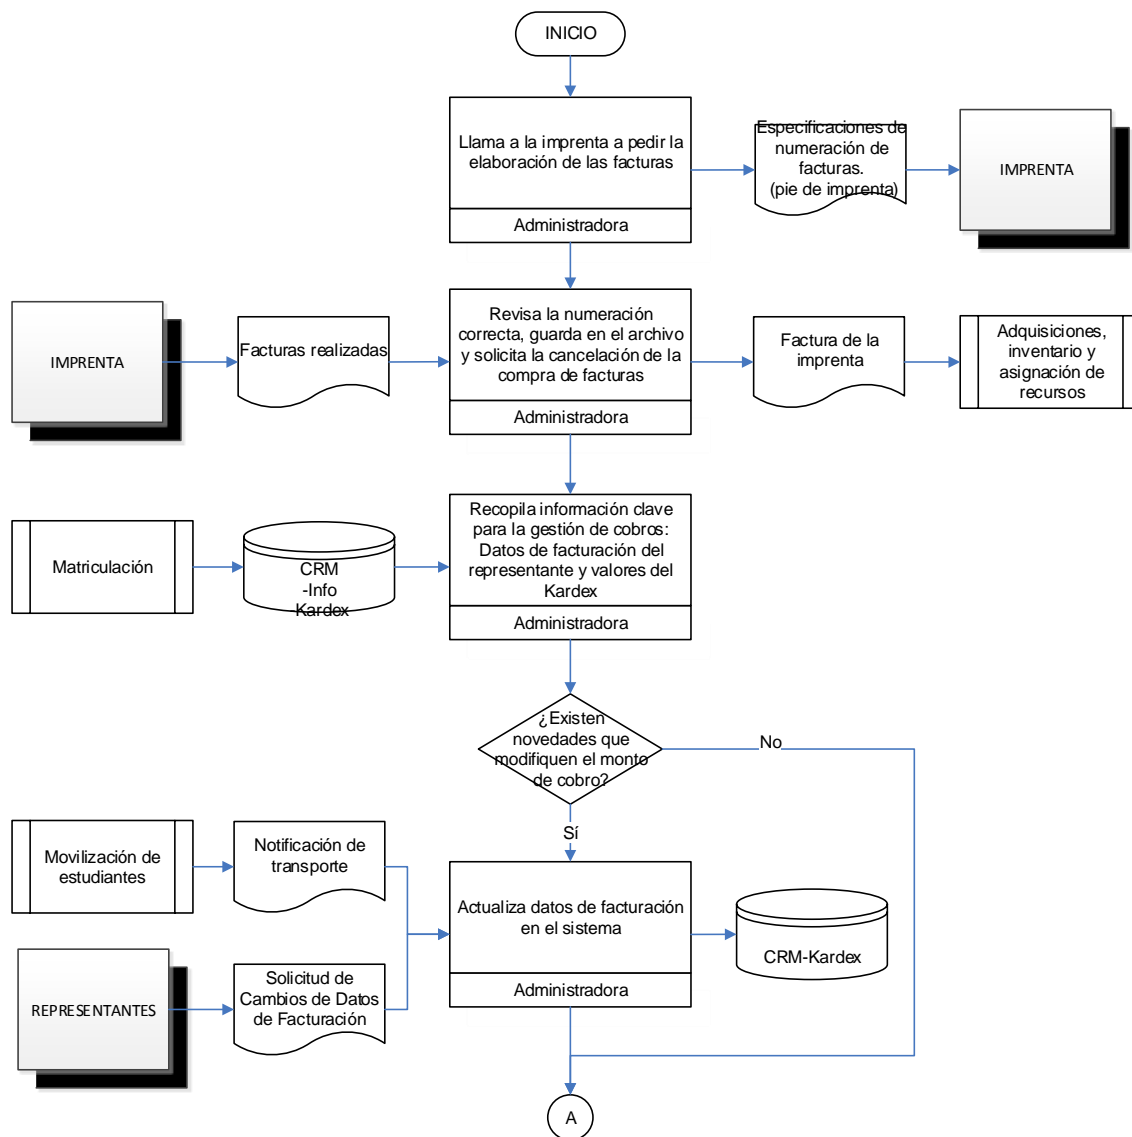 INICIO
Llama a la imprenta a pedir la
elaboración de las facturas
Administradora
Especificaciones de
numeración de
facturas.
(pie de imprenta)
IMPRENTA
IMPRENTA
Facturas realizadas
Revisa la numeración
correcta, guarda en el archivo
y solicita la cancelación de la
compra de facturas
Administradora
Factura de la
imprenta
Adquisiciones,
inventario y
asignación de
recursos
Matriculación
CRM
-Info
-Kardex
Recopila información clave
para la gestión de cobros:
Datos de facturación del
representante y valores del
Kardex
Administradora
¿Existen
novedades que
modifiquen el monto
de cobro?
No
Sí
Movilización de
estudiantes
Notificación de
transporte
Actualiza datos de facturación
en el sistema
Administradora
CRM-Kardex
REPRESENTANTES
Solicitud de
Cambios de Datos
de Facturación
A